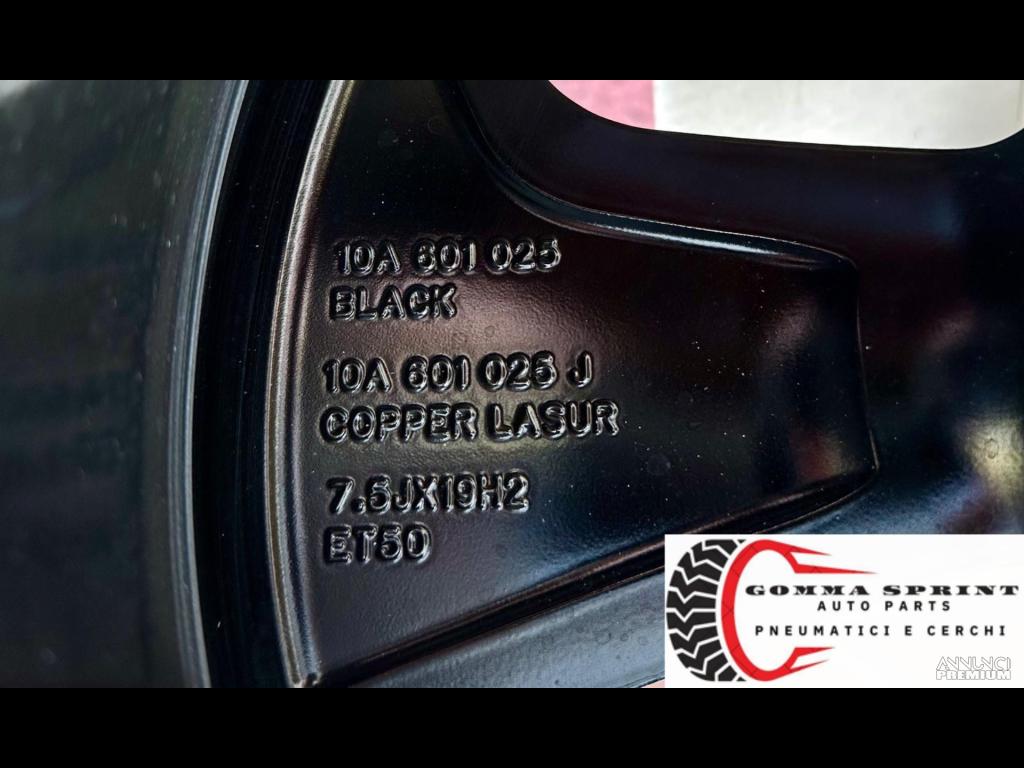 10A 601 025
BLACK
10A 601 025 J
COPPER LASUR
7.5JX19H2
ET50
GOMMA SPRINT
AUTO PARTS
PNEUMATICI E CERCHI
ANNUNCI
PREMIUM